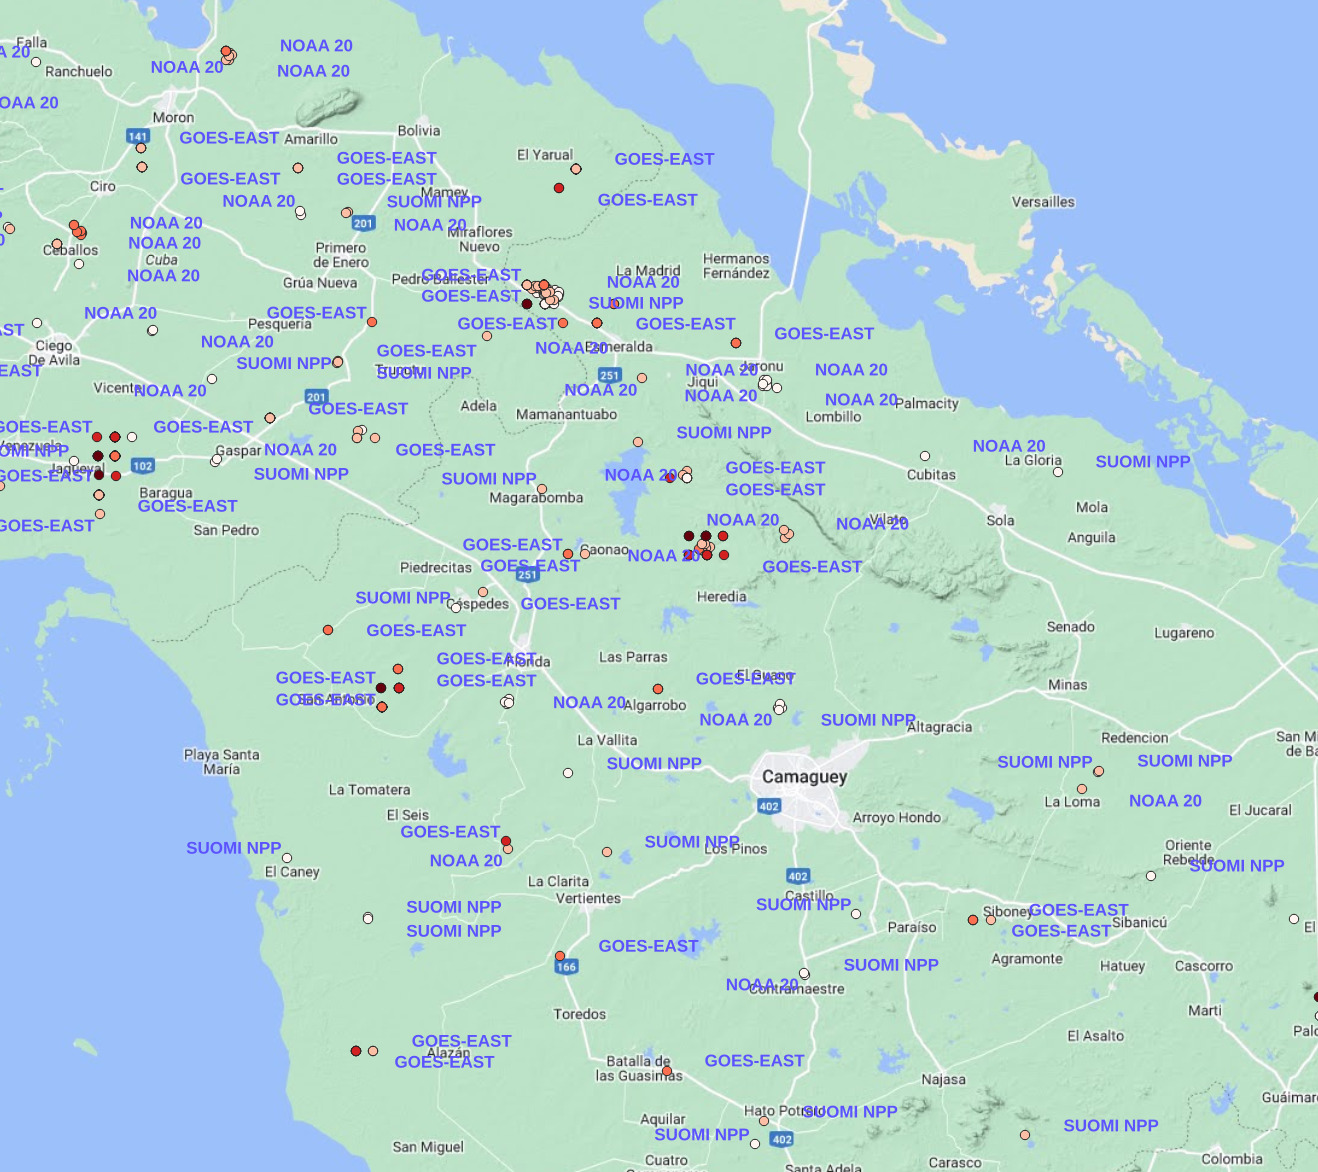 Falla
A 20
Ranchuelo
NOAA 20
NOAA 20
NOAA 20
OAA 20
Moron
141
GOES-EAST
Amarillo
Bolivia
El Yarual
GOES-EAST
GOES-EAST
GOES-EAST
GOES-EAST
Ciro
NOAA 20
SUOMI NPP
Mamey
GOES-EAST
Versailles
NOAA 20
201
NOAA 20
Miraflores
Nuevo
Ceballos
NOAA 20
Cuba
NOAA 20
Primero
de Enero
Hermanos
Fernández
La Madrid
Grúa Nueva
Pedro Ballester
GOES-EAST
GOES-EAST
NOAA 20
SUOMI NPP
NOAA 20
Pesqueria
GOES-EAST
GOES-EAST
GOES-EAST
GOES-EAST
AST
Ciego
De Avila
NOAA 20
SUOMI NPP
GOES-EAST
SUOMI NPP
NOAA 20
Esmeralda
251
EAST
Vicente
NOAA 20
201
NOAA 20
NOAA 20
Jaronu
Jiqui
NOAA 20
NOAA 20
NOAA 20
Palmacity
Lombillo
GOES-EAST
Adela
Mamanantuabo
GOES-EAST
GOES-EAST
Venezuela
OMI NPP
Jagueyal
GOES-EAST
102
Gaspar
NOAA 20
SUOMI NPP
GOES-EAST
SUOMI NPP
NOAA 20
La Gloria
SUOMI NPP
Cubitas
Baragua
GOES-EAST
GOES-EAST
San Pedro
SUOMI NPP
Magarabomba
NOAA 20
GOES-EAST
GOES-EAST
Mola
Sola
Anguila
NOAA 20
NOAA 20
Vilato
GOES-EAST
GOES-EAST
Caonao
NOAA 20
GOES-EAST
Piedrecitas
251
SUOMI NPP
Céspedes
GOES-EAST
Heredia
GOES-EAST
Senado
Lugareno
GOES-EAST
GOES-EAST
Florida
Las Parras
GOES-EAST
GOES-EAST
GOES-EAST
Minas
NOAA 20
Algarrobo
NOAA 20
SUOMI NPP
Altagracia
Redencion
San Mi
de Ba
Playa Santa
María
La Vallita
SUOMI NPP
Camaguey
402
SUOMI NPP
SUOMI NPP
La Tomatera
La Loma
NOAA 20
El Jucaral
El Seis
GOES-EAST
NOAA 20
Arroyo Hondo
SUOMI NPP
El Caney
SUOMI NPP
Los Pinos
Oriente
Rebelde
SUOMI NPP
402
La Clarita
Vertientes
Castillo
SUOMI NPP
SUOMI NPP
SUOMI NPP
Siboney
GOES-EAST
GOES-EAST
Sibanicú
Paraíso
El
GOES-EAST
166
SUOMI NPP
Agramonte
Hatuey
Cascorro
NOAA 20
Contramaestre
Toredos
Marti
El Asalto
Palo
GOES-EAST
Alazán
GOES-EAST
Batalla de
las Guasimas
GOES-EAST
Najasa
Guáimar
San Miguel
Aquilar
SUOMI NPP
Hato Potrero
SUOMI NPP
402
SUOMI NPP
Cuatro
Santa Adela
Carasco
Colombia